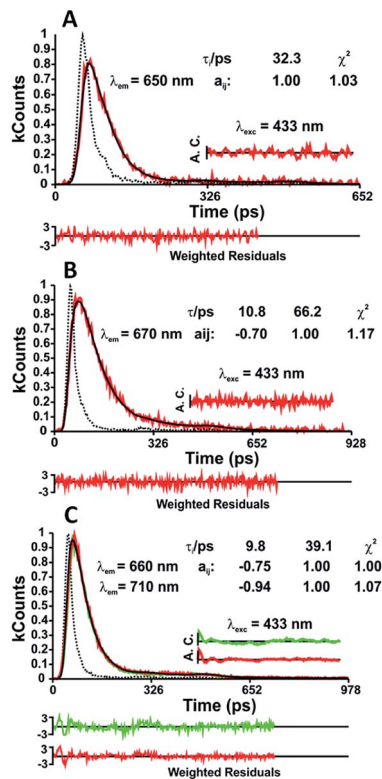 A
kCounts
1
0.9
0.8
0.7
0.6
0.5
0.4
0.3
0.2
0.1
0
τi/ps 32.3 χ²
λem = 650 nm aij: 1.00 1.03
λexc = 433 nm
A. C.
0 326 652
Time (ps)
3
-3
Weighted Residuals
B
kCounts
1
0.9
0.8
0.7
0.6
0.5
0.4
0.3
0.2
0.1
0
τi/ps 10.8 66.2 χ²
λem = 670 nm aij: -0.70 1.00 1.17
λexc = 433 nm
A. C.
0 326 652 928
Time (ps)
3
-3
Weighted Residuals
C
kCounts
1
0.9
0.8
0.7
0.6
0.5
0.4
0.3
0.2
0.1
0
τi/ps 9.8 39.1 χ²
λem = 660 nm aij: -0.75 1.00 1.00
λem = 710 nm -0.94 1.00 1.07
λexc = 433 nm
A. C.
0 326 652 978
Time (ps)
3
-3
3
-3
Weighted Residuals